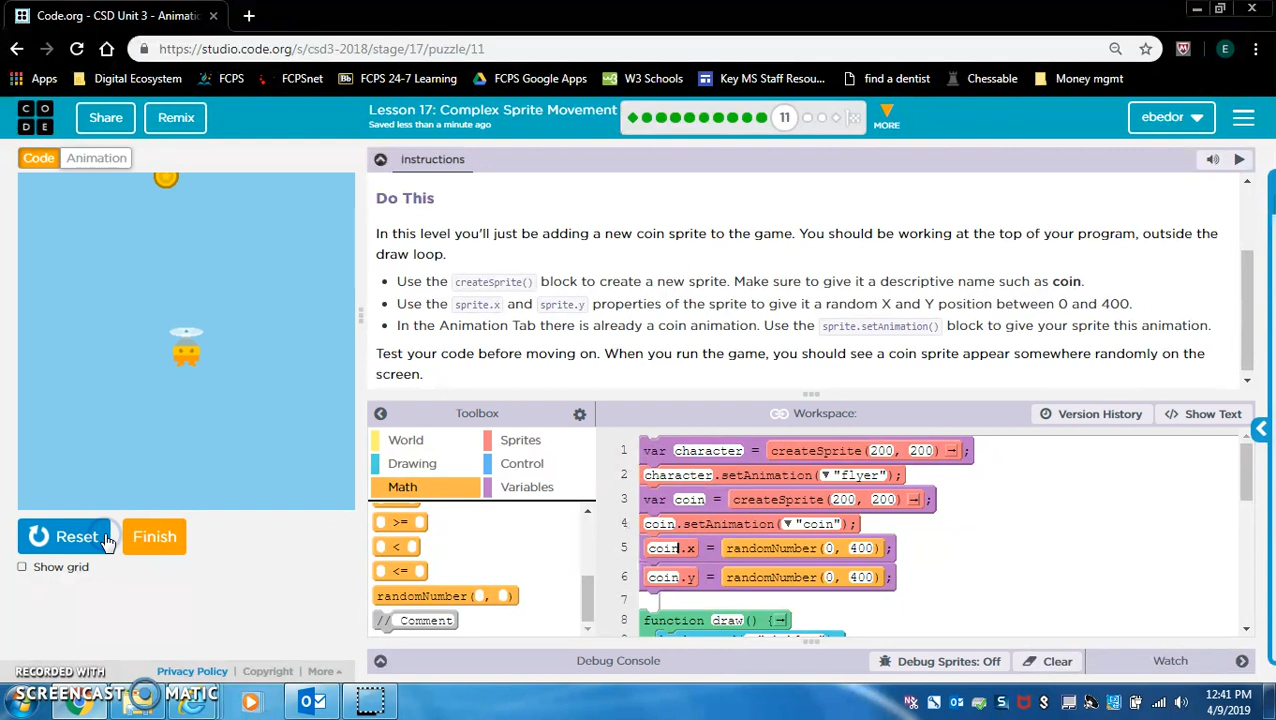 Code.org - CSD Unit 3 - Animatio
https://studio.code.org/s/csd3-2018/stage/17/puzzle/11
E
Apps Digital Ecosystem FCPS FCPSnet Bb FCPS 24-7 Learning FCPS Google Apps W3 Schools Key MS Staff Resou... find a dentist Chessable Money mgmt
C O
D E
Share
Remix
Lesson 17: Complex Sprite Movement
Saved less than a minute ago
11
MORE
ebedor
Code Animation
Instructions
Do This
In this level you'll just be adding a new coin sprite to the game. You should be working at the top of your program, outside the
draw loop.
Use the createSprite() block to create a new sprite. Make sure to give it a descriptive name such as coin.
Use the sprite.x and sprite.y properties of the sprite to give it a random X and Y position between 0 and 400.
In the Animation Tab there is already a coin animation. Use the sprite.setAnimation() block to give your sprite this animation.
Test your code before moving on. When you run the game, you should see a coin sprite appear somewhere randomly on the
screen.
Toolbox
Workspace:
Version History
</> Show Text
World
Sprites
Drawing
Control
Math
Variables
>=
<
<=
randomNumber( , )
// Comment
1 var character = createSprite(200, 200) ;
2 character.setAnimation( ▼ "flyer");
3 var coin = createSprite(200, 200) ;
4 coin.setAnimation( ▼ "coin");
5 coin.x = randomNumber(0, 400);
6 coin.y = randomNumber(0, 400);
7
8 function draw() {
Reset
Finish
Show grid
Privacy Policy | Copyright | More
Debug Console
Debug Sprites: Off
Clear
Watch
RECORDED WITH
SCREENCAST MATIC
12:41 PM
4/9/2019